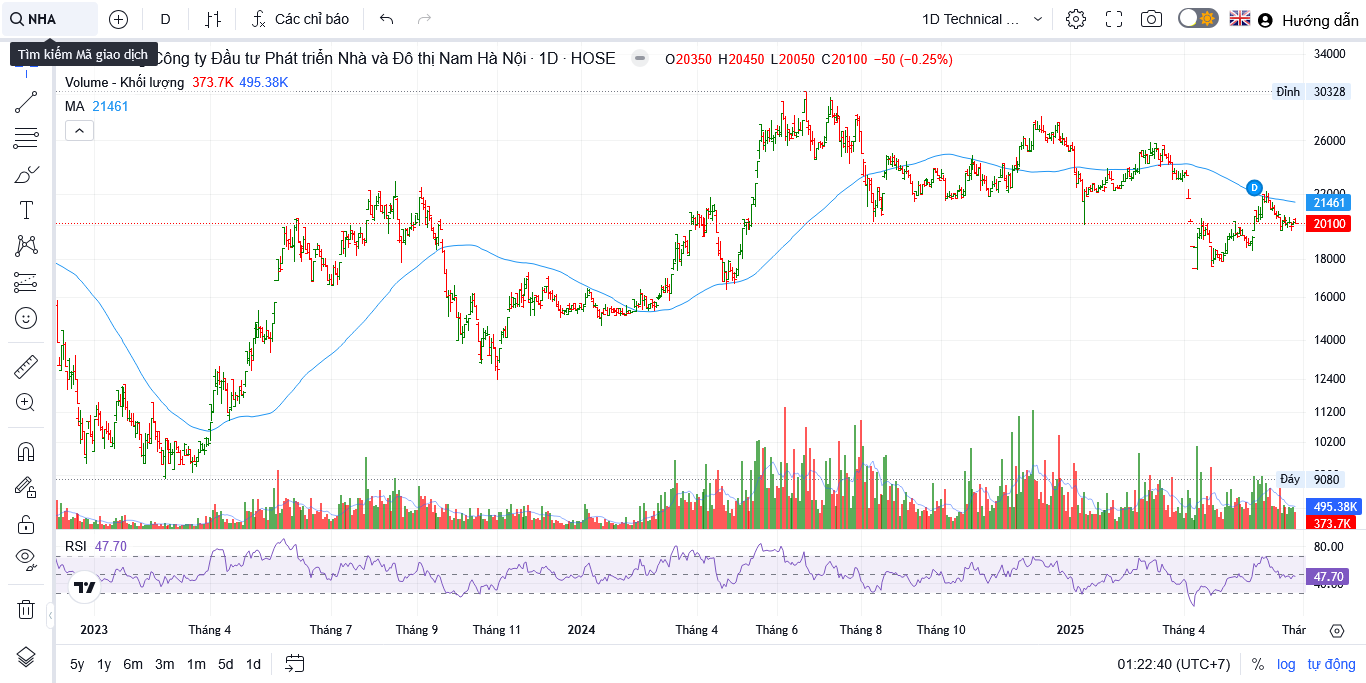 NHA
D
Các chỉ báo
1D Technical ...
Hướng dẫn
Tìm kiếm Mã giao dịch
Công ty Đầu tư Phát triển Nhà và Đô thị Nam Hà Nội · 1D · HOSE
O20350 H20450 L20050 C20100 −50 (−0.25%)
Volume - Khối lượng 373.7K 495.38K
MA 21461
34000
Đỉnh 30328
26000
D
22000
21461
20100
18000
16000
14000
12400
11200
10200
Đáy 9080
495.38K
373.7K
RSI 47.70
80.00
47.70
40.00
2023 Tháng 4 Tháng 7 Tháng 9 Tháng 11 2024 Tháng 4 Tháng 6 Tháng 8 Tháng 10 2025 Tháng 4 Thár
5y 1y 6m 3m 1m 5d 1d
01:22:40 (UTC+7) % log tự động